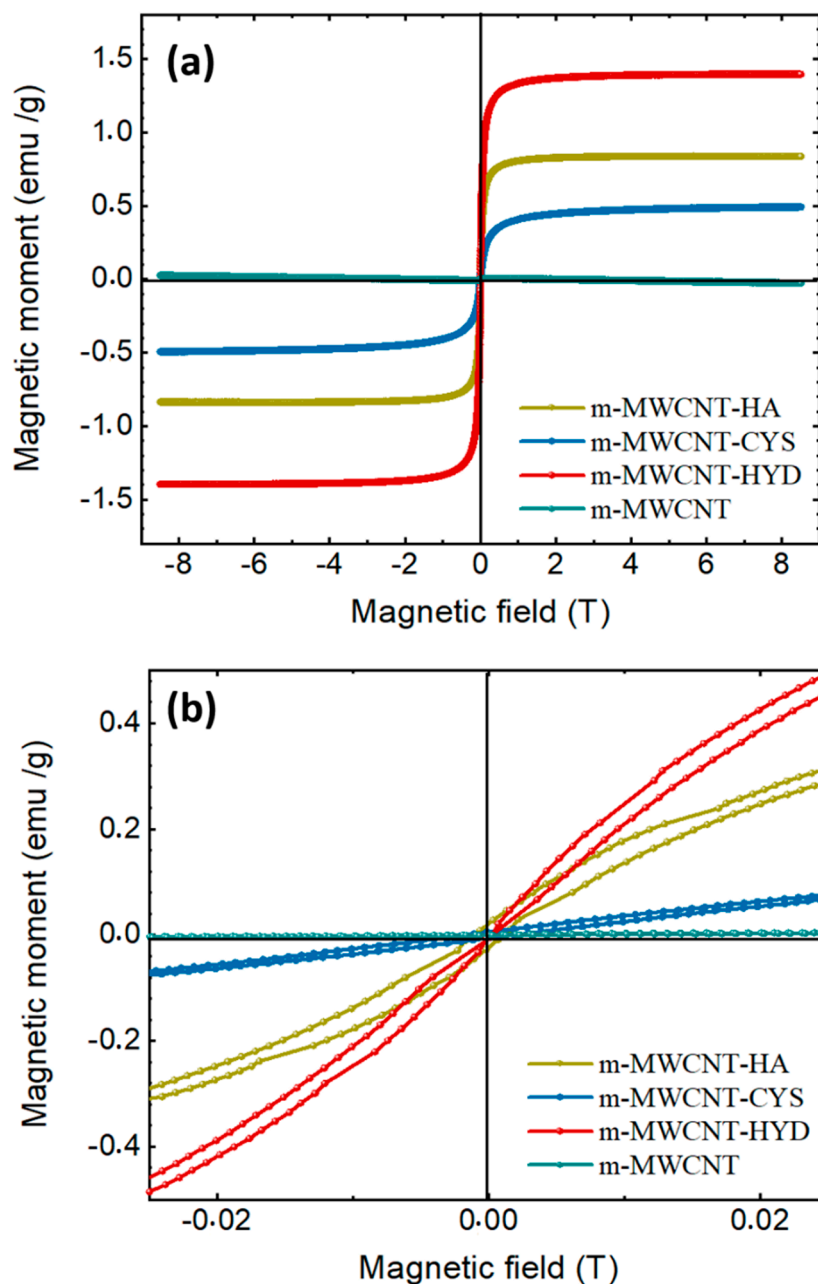 (a)
Magnetic moment (emu /g)
1.5
1.0
0.5
0.0
-0.5
-1.0
-1.5
m-MWCNT-HA
m-MWCNT-CYS
m-MWCNT-HYD
m-MWCNT
-8 -6 -4 -2 0 2 4 6 8
Magnetic field (T)
(b)
Magnetic moment (emu /g)
0.4
0.2
0.0
-0.2
-0.4
m-MWCNT-HA
m-MWCNT-CYS
m-MWCNT-HYD
m-MWCNT
-0.02 0.00 0.02
Magnetic field (T)